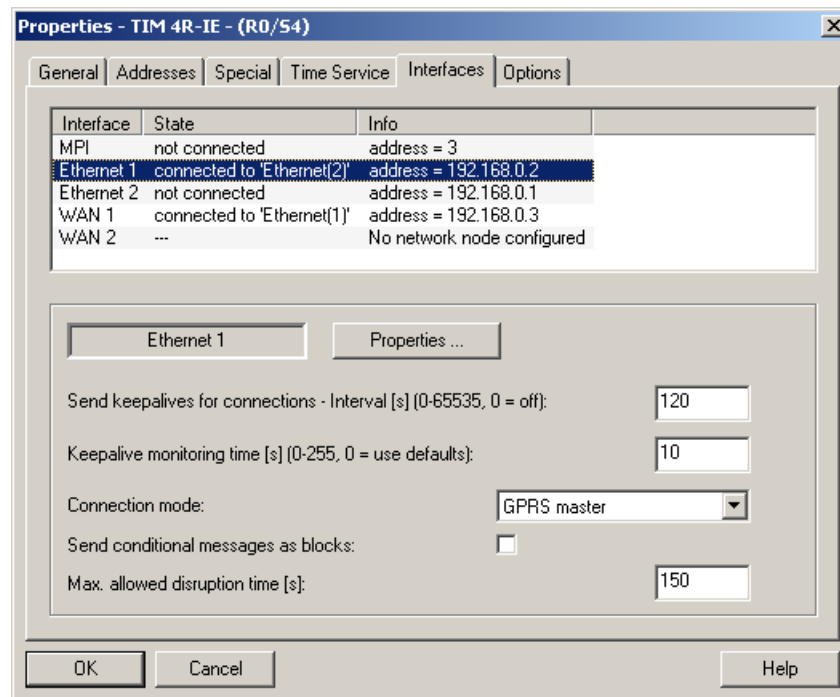 Properties - TIM 4R-IE - (R0/S4)
General Addresses Special Time Service Interfaces Options
Interface State Info
MPI not connected address = 3
Ethernet 1 connected to 'Ethernet(2)' address = 192.168.0.2
Ethernet 2 not connected address = 192.168.0.1
WAN 1 connected to 'Ethernet(1)' address = 192.168.0.3
WAN 2 --- No network node configured
Ethernet 1 Properties ...
Send keepalives for connections - Interval [s] (0-65535, 0 = off): 120
Keepalive monitoring time [s] (0-255, 0 = use defaults): 10
Connection mode: GPRS master
Send conditional messages as blocks:
Max. allowed disruption time [s]: 150
OK Cancel Help